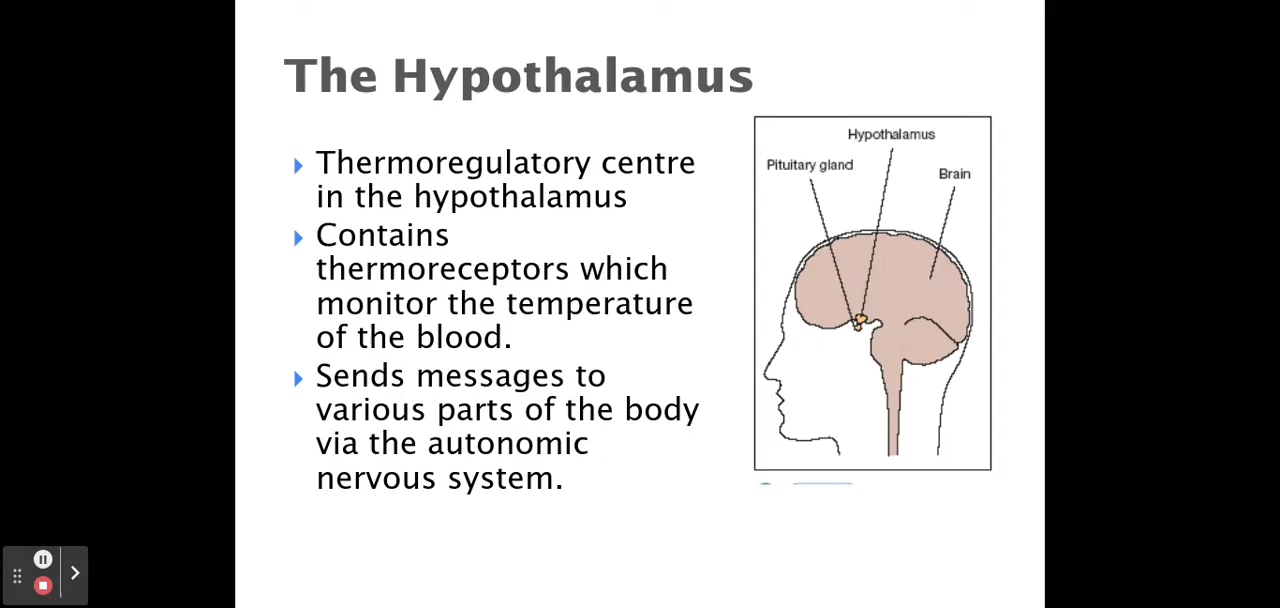 The Hypothalamus
Thermoregulatory centre
in the hypothalamus
Contains
thermoreceptors which
monitor the temperature
of the blood.
Sends messages to
various parts of the body
via the autonomic
nervous system.
Hypothalamus
Pituitary gland
Brain